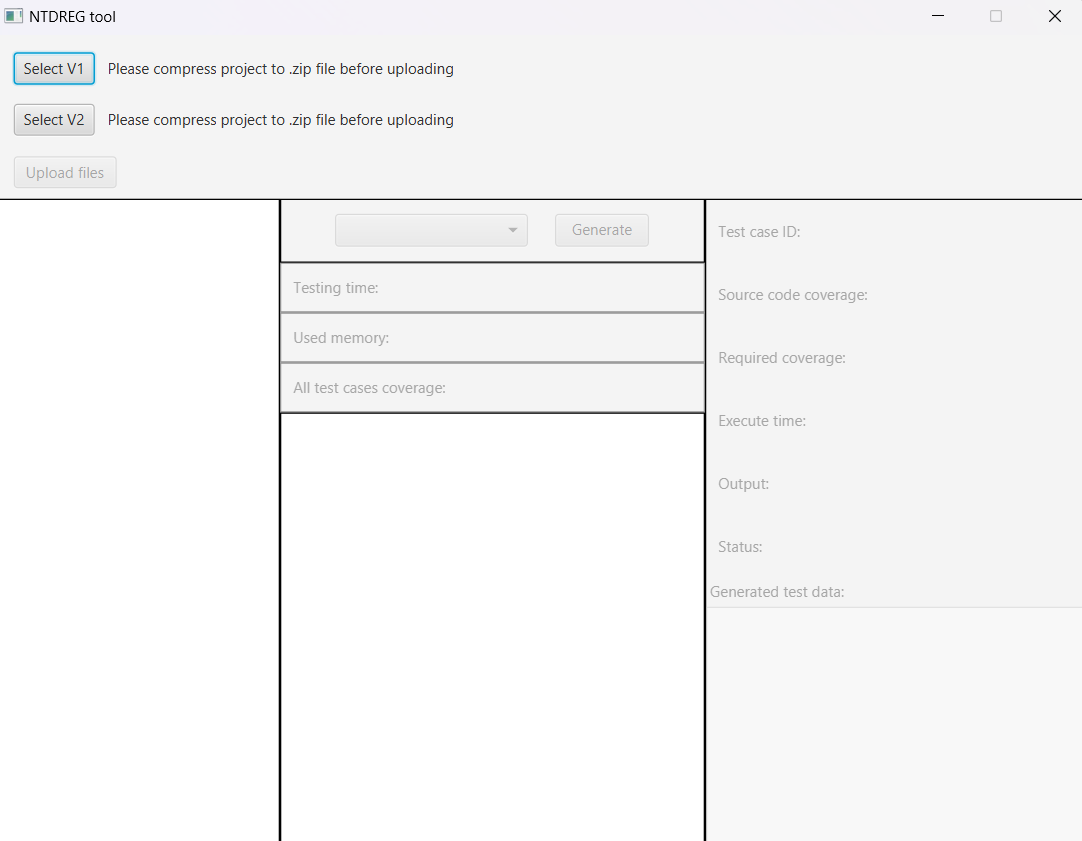 NTDREG tool
Select V1 Please compress project to .zip file before uploading
Select V2 Please compress project to .zip file before uploading
Upload files
Generate
Testing time:
Used memory:
All test cases coverage:
Test case ID:
Source code coverage:
Required coverage:
Execute time:
Output:
Status:
Generated test data: